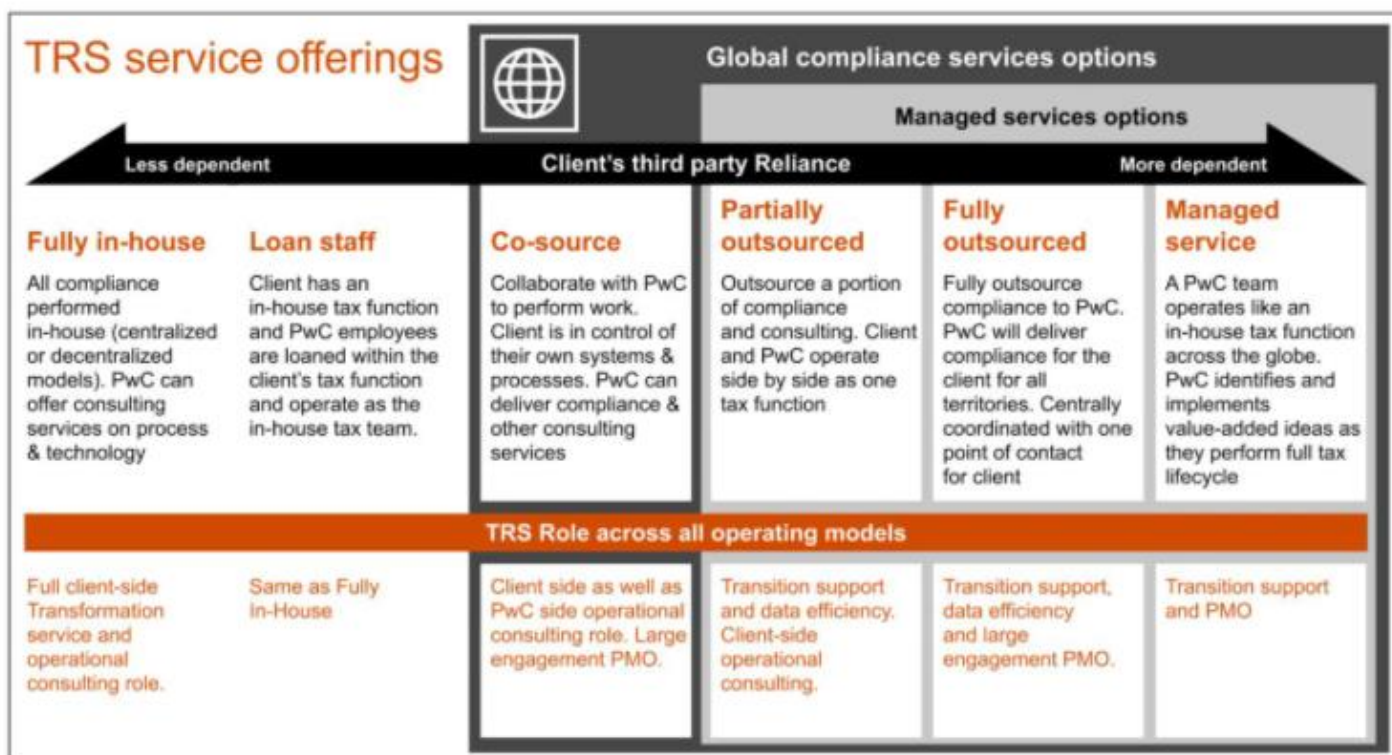 TRS service offerings
Global compliance services options
Managed services options
Less dependent
Client's third party Reliance
More dependent
Fully in-house
All compliance
performed
in-house (centralized
or decentralized
models). PwC can
offer consulting
services on process
& technology
Loan staff
Client has an
in-house tax function
and PwC employees
are loaned within the
client's tax function
and operate as the
in-house tax team.
Co-source
Collaborate with PwC
to perform work.
Client is in control of
their own systems &
processes. PwC can
deliver compliance &
other consulting
services
Partially
outsourced
Outsource a portion
of compliance
and consulting. Client
and PwC operate
side by side as one
tax function
Fully
outsourced
Fully outsource
compliance to PwC.
PwC will deliver
compliance for the
client for all
territories. Centrally
coordinated with one
point of contact
for client
Managed
service
A PwC team
operates like an
in-house tax function
across the globe.
PwC identifies and
implements
value-added ideas as
they perform full tax
lifecycle
TRS Role across all operating models
Full client-side
Transformation
service and
operational
consulting role.
Same as Fully
In-House
Client side as well as
PwC side operational
consulting role. Large
engagement PMO.
Transition support
and data efficiency.
Client-side
operational
consulting.
Transition support,
data efficiency
and large
engagement PMO.
Transition support
and PMO